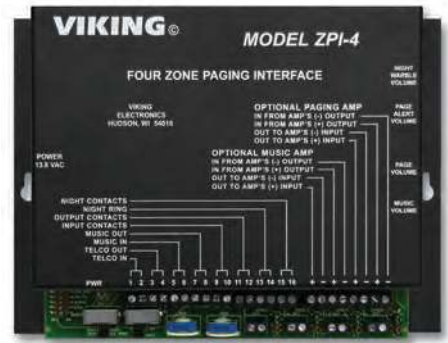 VIKING©
MODEL ZPI-4
FOUR ZONE PAGING INTERFACE
NIGHT
WARBLE
VOLUME
VIKING
ELECTRONICS
HUDSON, WI 54016
OPTIONAL PAGING AMP
IN FROM AMP'S (-) OUTPUT
IN FROM AMP'S (+) OUTPUT
OUT TO AMP'S (-) INPUT
OUT TO AMP'S (+) INPUT
PAGE
ALERT
VOLUME
POWER
13.8 VAC
OPTIONAL MUSIC AMP
IN FROM AMP'S (-) OUTPUT
IN FROM AMP'S (+) OUTPUT
OUT TO AMP'S (-) INPUT
OUT TO AMP'S (+) INPUT
PAGE
VOLUME
MUSIC
VOLUME
NIGHT CONTACTS
NIGHT RING
OUTPUT CONTACTS
INPUT CONTACTS
MUSIC OUT
MUSIC IN
TELCO OUT
TELCO IN
PWR 1 2 3 4 5 6 7 8 9 10 11 12 13 14 15 16 + - + - + - + -